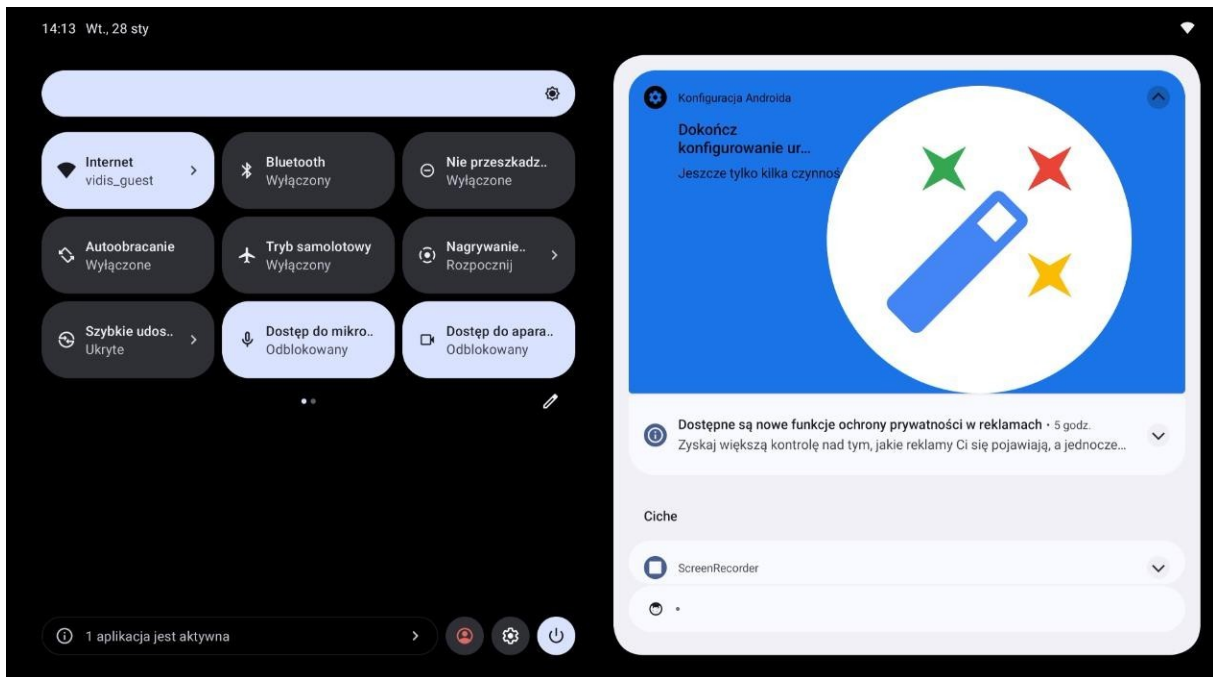 14:13 Wt., 28 sty
Internet
vidis_guest
Bluetooth
Wyłączony
Nie przeszkadz..
Wyłączone
Autoobracanie
Wyłączone
Tryb samolotowy
Wyłączony
Nagrywanie..
Rozpocznij
Szybkie udos..
Ukryte
Dostęp do mikro..
Odblokowany
Dostęp do apara..
Odblokowany
1 aplikacja jest aktywna
Konfiguracja Androida
Dokończ
konfigurowanie ur...
Jeszcze tylko kilka czynnoś
Dostępne są nowe funkcje ochrony prywatności w reklamach • 5 godz.
Zyskaj większą kontrolę nad tym, jakie reklamy Ci się pojawiają, a jednocze...
Ciche
ScreenRecorder